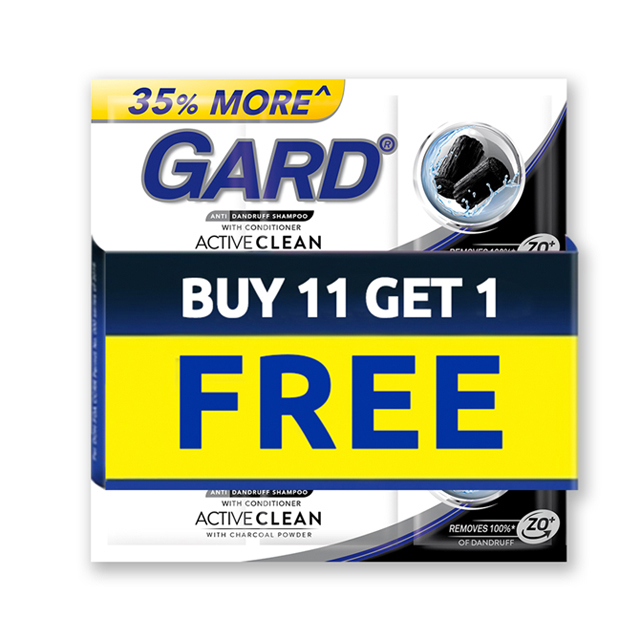 35% MORE^
GARD®
ANTI DANDRUFF SHAMPOO
WITH CONDITIONER
ACTIVE CLEAN
REMOVES 100%*
ZO+
BUY 11 GET 1
FREE
ANTI DANDRUFF SHAMPOO
WITH CONDITIONER
ACTIVE CLEAN
WITH CHARCOAL POWDER
REMOVES 100%*
OF DANDRUFF
ZO+